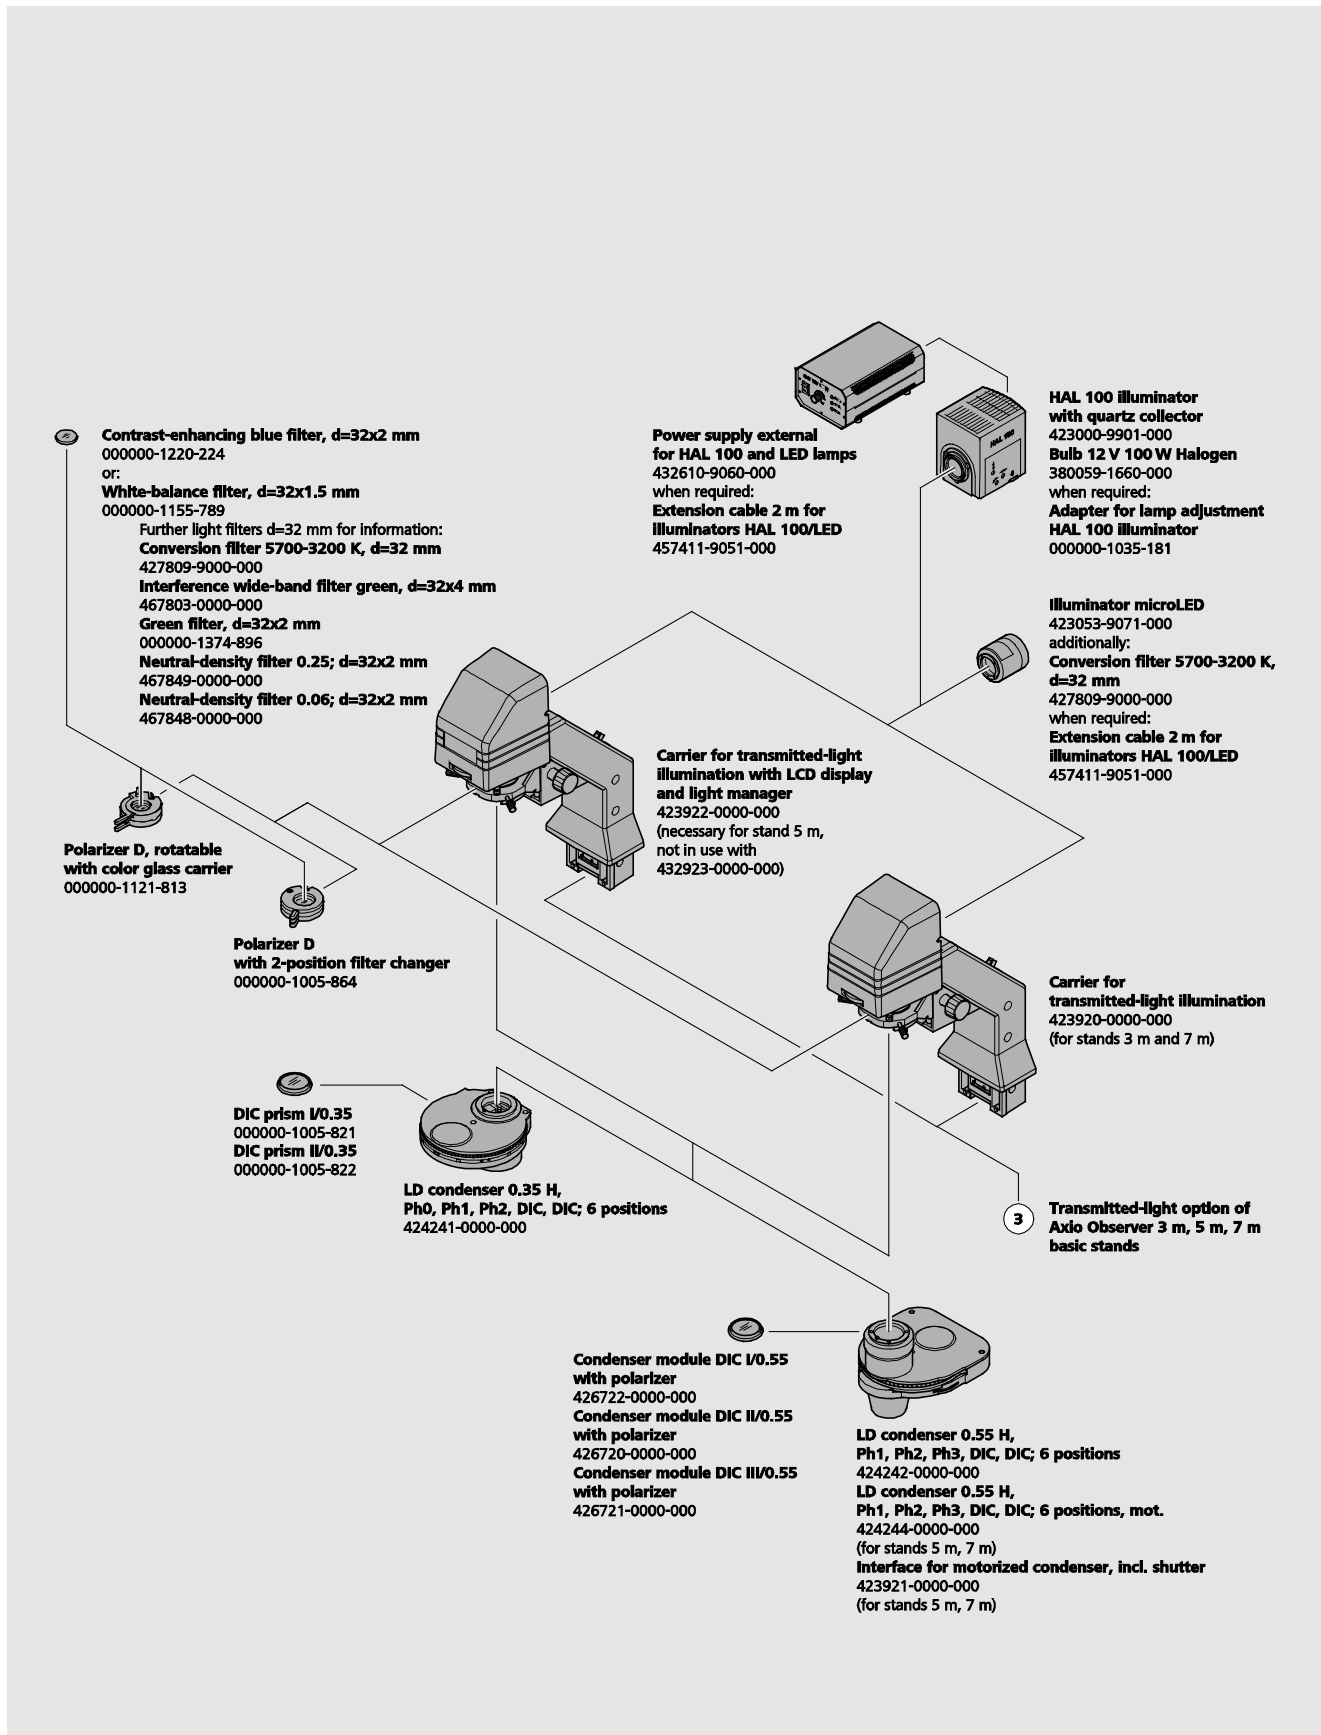 HAL 100
Power supply external
for HAL 100 and LED lamps
432610-9060-000
when required:
Extension cable 2 m for
illuminators HAL 100/LED
457411-9051-000
HAL 100 illuminator
with quartz collector
423000-9901-000
Bulb 12 V 100 W Halogen
380059-1660-000
when required:
Adapter for lamp adjustment
HAL 100 illuminator
000000-1035-181
Contrast-enhancing blue filter, d=32x2 mm
000000-1220-224
or:
White-balance filter, d=32x1.5 mm
000000-1155-789
Further light filters d=32 mm for information:
Conversion filter 5700-3200 K, d=32 mm
427809-9000-000
Interference wide-band filter green, d=32x4 mm
467803-0000-000
Green filter, d=32x2 mm
000000-1374-896
Neutral-density filter 0.25; d=32x2 mm
467849-0000-000
Neutral-density filter 0.06; d=32x2 mm
467848-0000-000
Illuminator microLED
423053-9071-000
additionally:
Conversion filter 5700-3200 K,
d=32 mm
427809-9000-000
when required:
Extension cable 2 m for
illuminators HAL 100/LED
457411-9051-000
Carrier for transmitted-light
illumination with LCD display
and light manager
423922-0000-000
(necessary for stand 5 m,
not in use with
432923-0000-000)
Polarizer D, rotatable
with color glass carrier
000000-1121-813
Polarizer D
with 2-position filter changer
000000-1005-864
Carrier for
transmitted-light illumination
423920-0000-000
(for stands 3 m and 7 m)
DIC prism I/0.35
000000-1005-821
DIC prism II/0.35
000000-1005-822
LD condenser 0.35 H,
Ph0, Ph1, Ph2, DIC, DIC; 6 positions
424241-0000-000
3
Transmitted-light option of
Axio Observer 3 m, 5 m, 7 m
basic stands
Condenser module DIC I/0.55
with polarizer
426722-0000-000
Condenser module DIC II/0.55
with polarizer
426720-0000-000
Condenser module DIC III/0.55
with polarizer
426721-0000-000
LD condenser 0.55 H,
Ph1, Ph2, Ph3, DIC, DIC; 6 positions
424242-0000-000
LD condenser 0.55 H,
Ph1, Ph2, Ph3, DIC, DIC; 6 positions, mot.
424244-0000-000
(for stands 5 m, 7 m)
Interface for motorized condenser, incl. shutter
423921-0000-000
(for stands 5 m, 7 m)